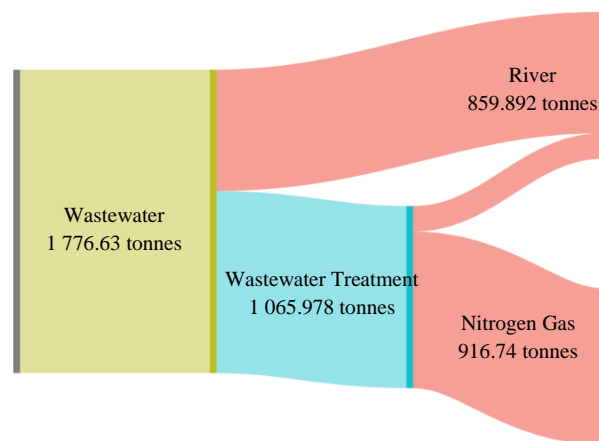 River
859.892 tonnes
Wastewater
1 776.63 tonnes
Wastewater Treatment
1 065.978 tonnes
Nitrogen Gas
916.74 tonnes